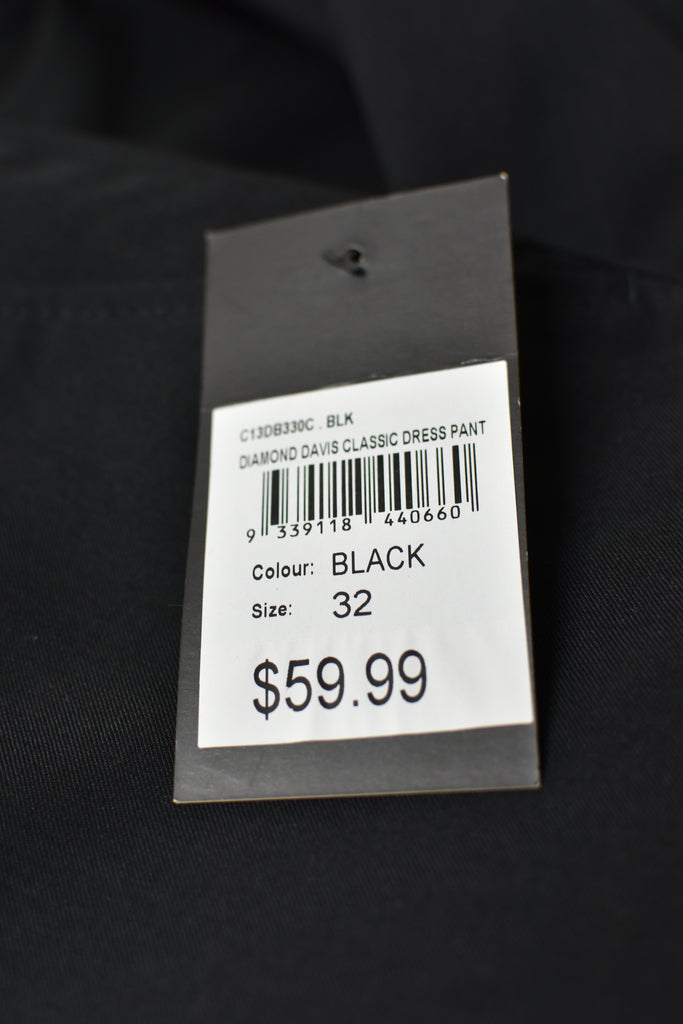 C13DB330C . BLK
DIAMOND DAVIS CLASSIC DRESS PANT
9 339118 440660
Colour: BLACK
Size: 32
$59.99